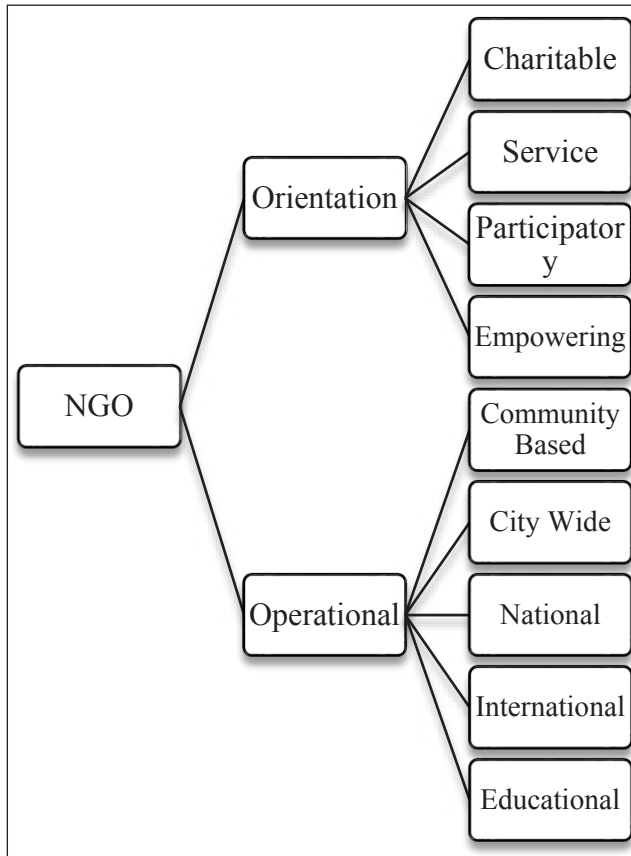 Charitable
Service
Orientation
Participator
y
Empowering
NGO
Community
Based
City Wide
Operational
National
International
Educational